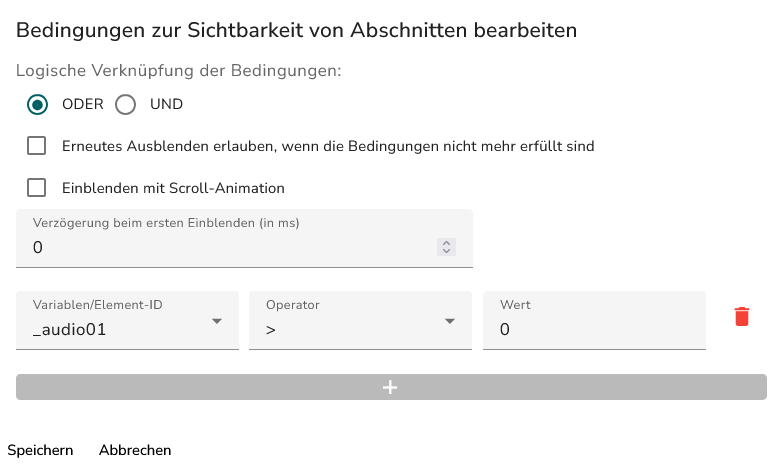 Bedingungen zur Sichtbarkeit von Abschnitten bearbeiten
Logische Verknüpfung der Bedingungen:
ODER UND
Erneutes Ausblenden erlauben, wenn die Bedingungen nicht mehr erfüllt sind
Einblenden mit Scroll-Animation
Verzögerung beim ersten Einblenden (in ms)
0
Variablen/Element-ID Operator Wert
_audio01 > 0
+
Speichern Abbrechen